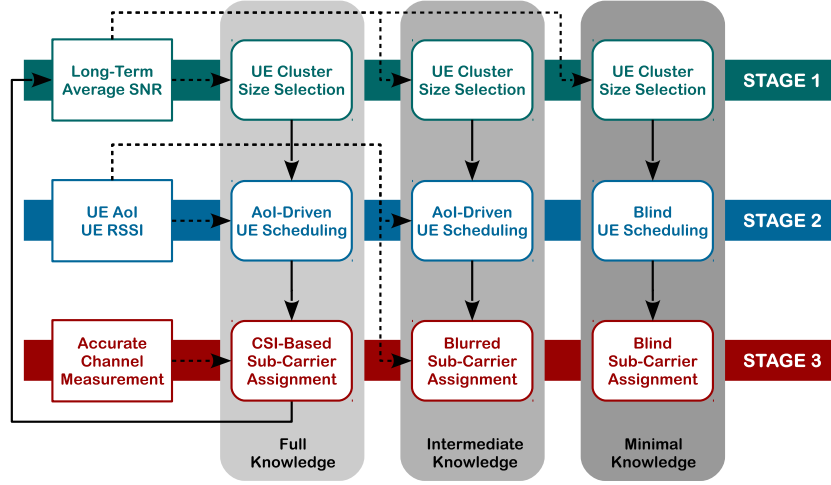 Long-Term
Average SNR
UE Cluster
Size Selection
UE Cluster
Size Selection
UE Cluster
Size Selection
STAGE 1
UE AoI
UE RSSI
AoI-Driven
UE Scheduling
AoI-Driven
UE Scheduling
Blind
UE Scheduling
STAGE 2
Accurate
Channel
Measurement
CSI-Based
Sub-Carrier
Assignment
Blurred
Sub-Carrier
Assignment
Blind
Sub-Carrier
Assignment
STAGE 3
Full
Knowledge
Intermediate
Knowledge
Minimal
Knowledge